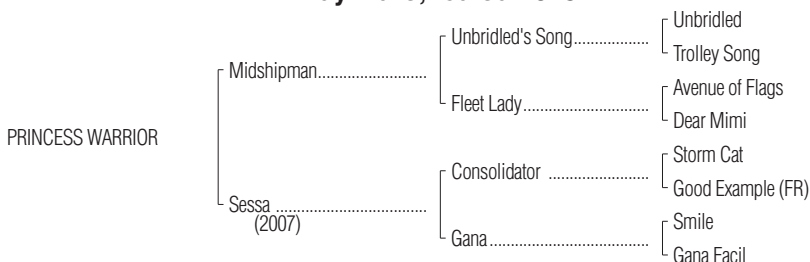 Unbridled
Unbridled's Song..................
Trolley Song
Midshipman..........................
Avenue of Flags
Fleet Lady..............................
Dear Mimi
PRINCESS WARRIOR
Storm Cat
Consolidator ........................
Good Example (FR)
Sessa ....................................
(2007)
Smile
Gana......................................
Gana Facil